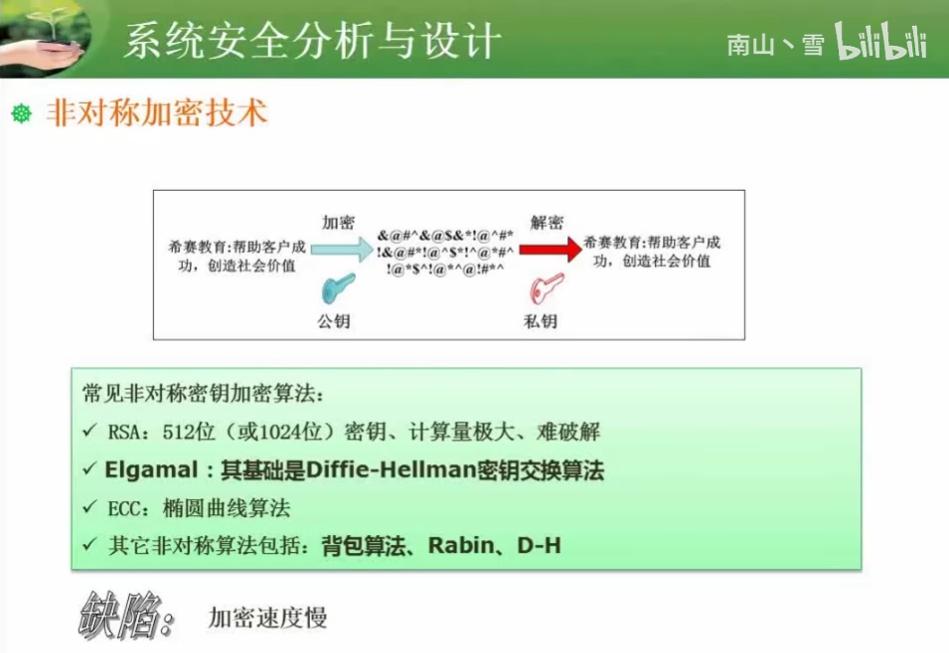 系统安全分析与设计
南山丶雪 bilibili
非对称加密技术
加密
解密
希赛教育:帮助客户成
功，创造社会价值
&@#^&@$&*!@^#*
!&@#*!@^$*!^@*#^
!@*$^!@*^@!#*^
希赛教育:帮助客户成
功，创造社会价值
公钥
私钥
常见非对称密钥加密算法：
✓ RSA：512位（或1024位）密钥、计算量极大、难破解
✓ Elgamal：其基础是Diffie-Hellman密钥交换算法
✓ ECC：椭圆曲线算法
✓ 其它非对称算法包括：背包算法、Rabin、D-H
缺陷： 加密速度慢